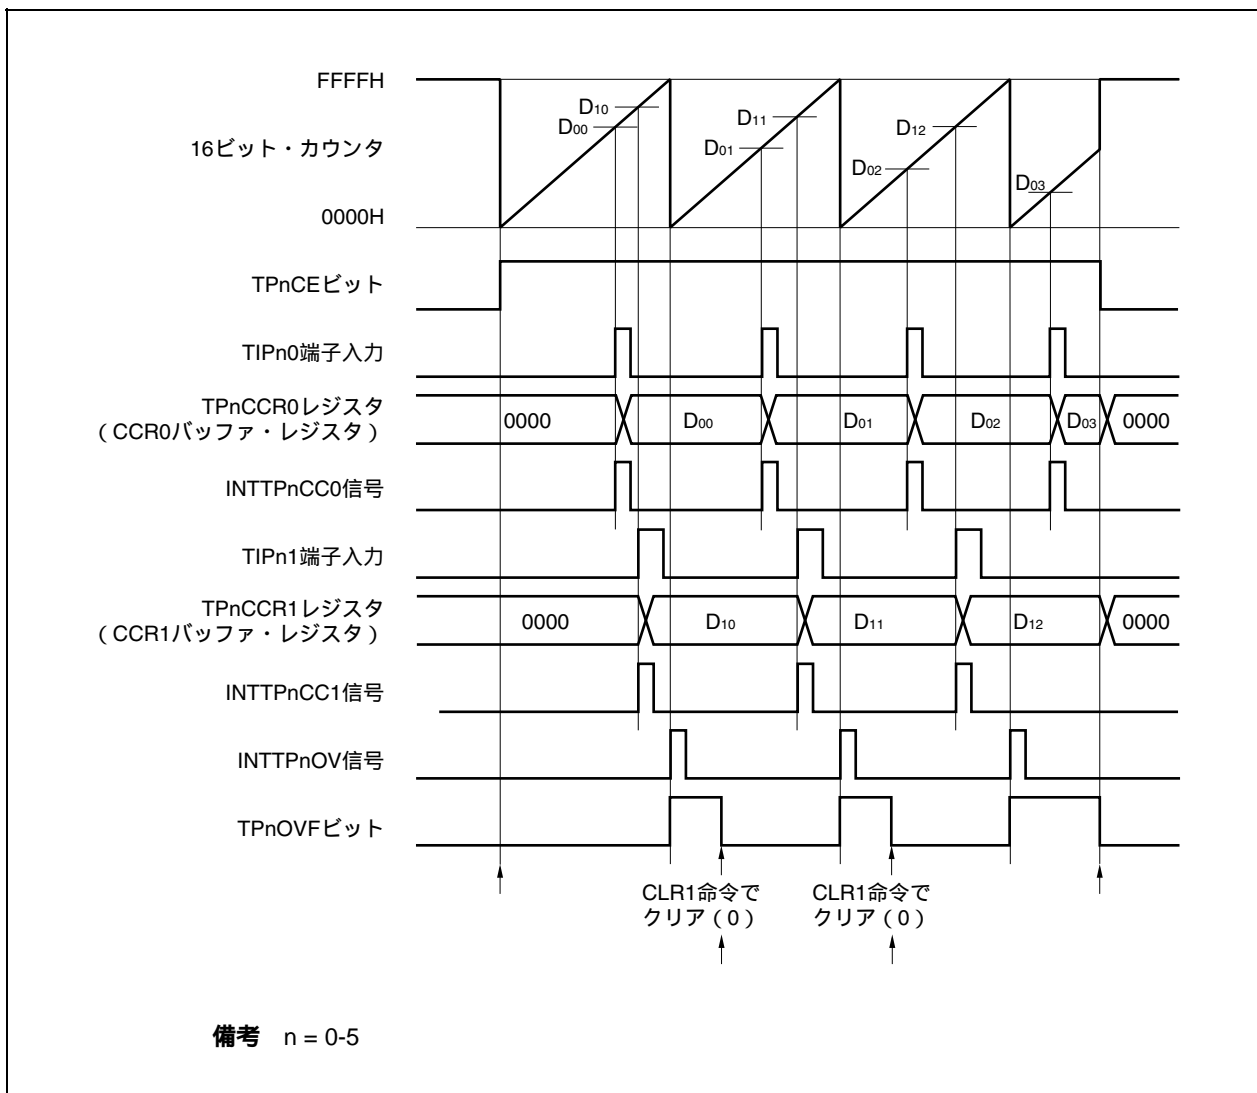 FFFFH
D10
D00
D11
D01
D12
D02
D03
16ビット・カウンタ
0000H
TPnCEビット
TIPn0端子入力
TPnCCR0レジスタ
（CCR0バッファ・レジスタ）
0000
D00
D01
D02
D03
0000
INTTPnCC0信号
TIPn1端子入力
TPnCCR1レジスタ
（CCR1バッファ・レジスタ）
0000
D10
D11
D12
0000
INTTPnCC1信号
INTTPnOV信号
TPnOVFビット
CLR1命令で
クリア（0）
CLR1命令で
クリア（0）
備考 n = 0-5